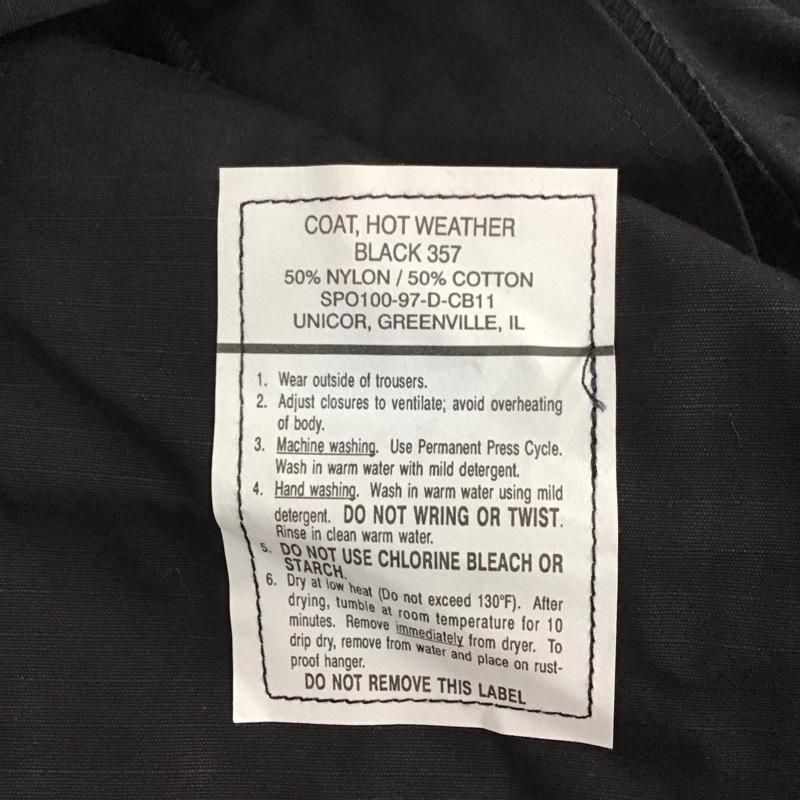 COAT, HOT WEATHER
BLACK 357
50% NYLON / 50% COTTON
SPO100-97-D-CB11
UNICOR, GREENVILLE, IL
1. Wear outside of trousers.
2. Adjust closures to ventilate; avoid overheating
of body.
3. Machine washing. Use Permanent Press Cycle.
Wash in warm water with mild detergent.
4. Hand washing. Wash in warm water using mild
detergent. DO NOT WRING OR TWIST.
Rinse in clean warm water.
5. DO NOT USE CHLORINE BLEACH OR
STARCH.
6. Dry at low heat (Do not exceed 130°F). After
drying, tumble at room temperature for 10
minutes. Remove immediately from dryer. To
drip dry, remove from water and place on rust-
proof hanger.
DO NOT REMOVE THIS LABEL